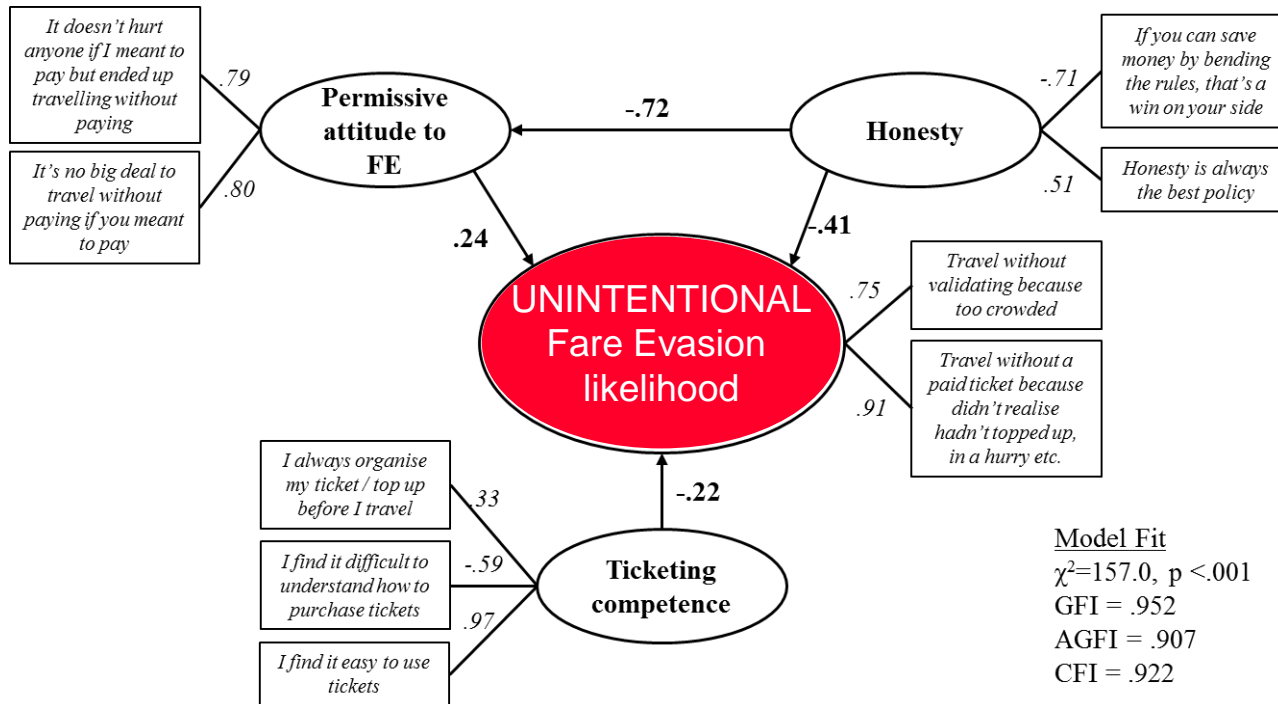 It doesn't hurt
anyone if I meant to
pay but ended up
travelling without
paying
.79
It's no big deal to
travel without
paying if you meant
to pay
.80
Permissive
attitude to
FE
-.72
Honesty
-.71
If you can save
money by bending
the rules, that's a
win on your side
.51
Honesty is always
the best policy
.24
-.41
UNINTENTIONAL
Fare Evasion
likelihood
.75
Travel without
validating because
too crowded
.91
Travel without a
paid ticket because
didn't realise
hadn't topped up,
in a hurry etc.
-.22
I always organise
my ticket / top up
before I travel
.33
I find it difficult to
understand how to
purchase tickets
-.59
I find it easy to use
tickets
.97
Ticketing
competence
Model Fit
χ²=157.0, p <.001
GFI = .952
AGFI = .907
CFI = .922